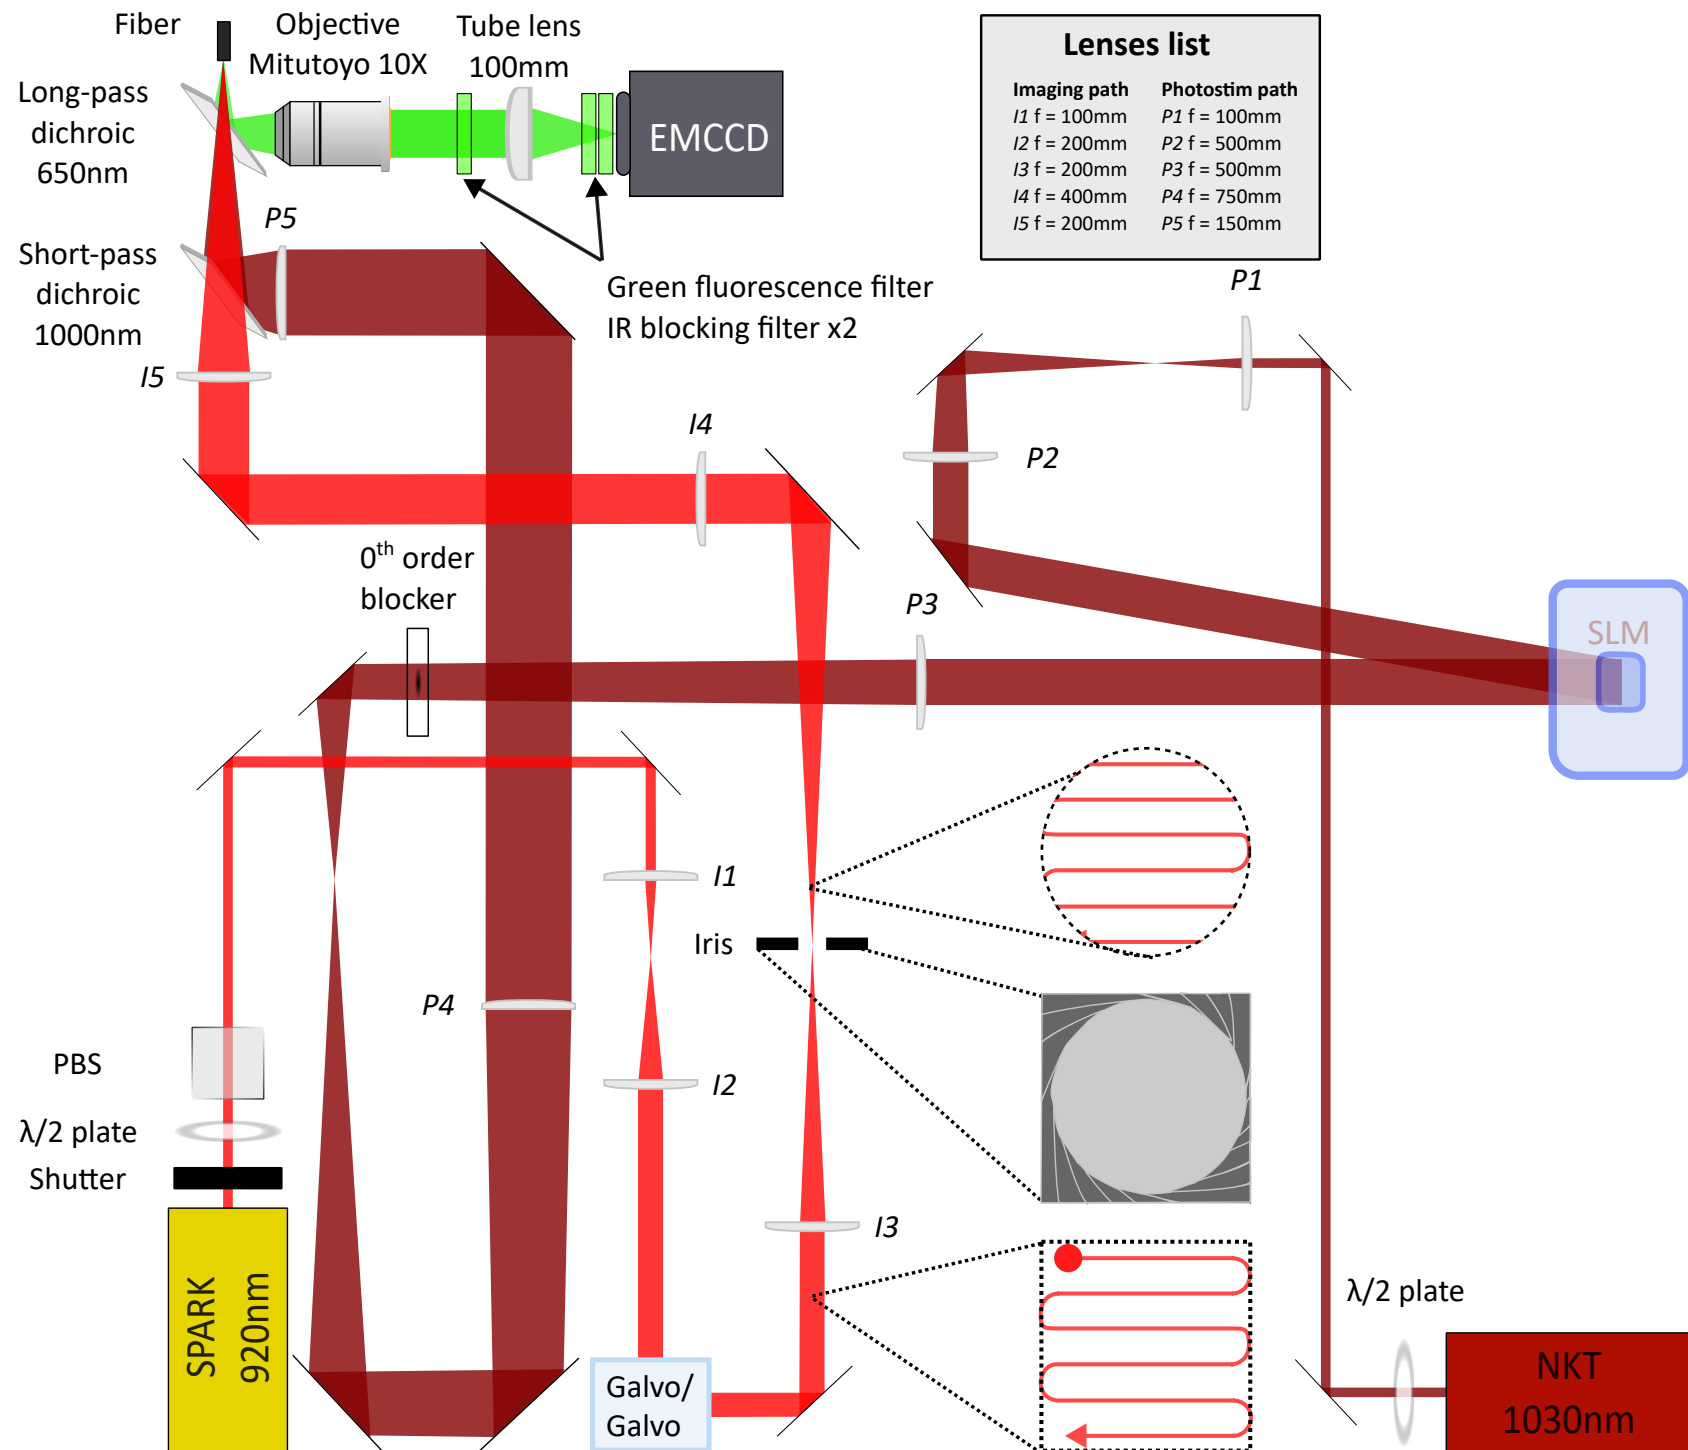 Fiber
Objective
Mitutoyo 10X
Tube lens
100mm
Long-pass
dichroic
650nm
EMCCD
Lenses list
Imaging path Photostim path
I1 f = 100mm P1 f = 100mm
I2 f = 200mm P2 f = 500mm
I3 f = 200mm P3 f = 500mm
I4 f = 400mm P4 f = 750mm
I5 f = 200mm P5 f = 150mm
P5
Short-pass
dichroic
1000nm
Green fluorescence filter
IR blocking filter x2
P1
I5
I4
P2
0th order
blocker
P3
SLM
I1
Iris
P4
PBS
I2
λ/2 plate
Shutter
I3
SPARK
920nm
Galvo/
Galvo
λ/2 plate
NKT
1030nm